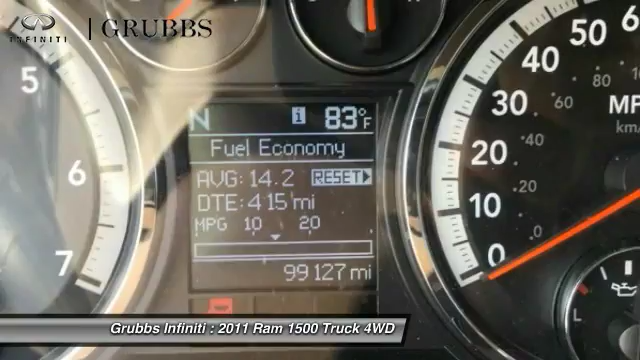 INFINITI | GRUBBS
5
6
7
N i 83°F
Fuel Economy
AVG: 14.2 RESET
DTE: 415 mi
MPG 10 20
99127 mi
50
40
30
20
10
0
60
40
20
0
80
100
MP
km/
L
Grubbs Infiniti : 2011 Ram 1500 Truck 4WD